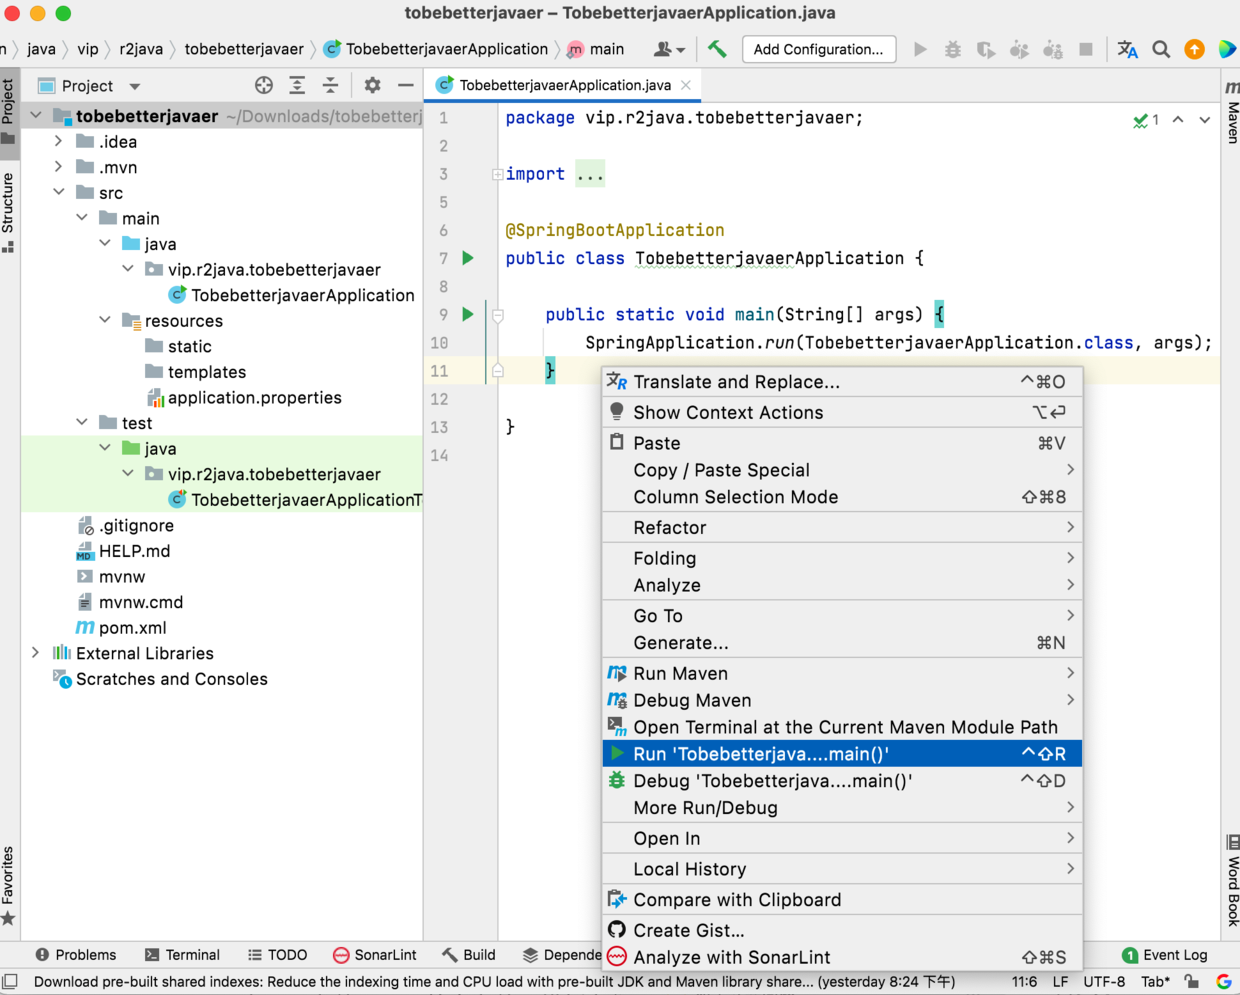 tobebetterjavaer – TobebetterjavaerApplication.java
n
java
vip
r2java
tobebetterjavaer
TobebetterjavaerApplication
main
Add Configuration...
Project
TobebetterjavaerApplication.java
Project
Structure
Favorites
Maven
Word Book
tobebetterjavaer ~/Downloads/tobebetterj
.idea
.mvn
src
main
java
vip.r2java.tobebetterjavaer
TobebetterjavaerApplication
resources
static
templates
application.properties
test
java
vip.r2java.tobebetterjavaer
TobebetterjavaerApplicationT
.gitignore
HELP.md
mvnw
mvnw.cmd
pom.xml
External Libraries
Scratches and Consoles
1 package vip.r2java.tobebetterjavaer;
1
2
3 import ...
5
6 @SpringBootApplication
7 public class TobebetterjavaerApplication {
8
9 public static void main(String[] args) {
10 SpringApplication.run(TobebetterjavaerApplication.class, args);
11 }
12
13 }
14
Translate and Replace... ^⌘O
Show Context Actions ⌥⏎
Paste ⌘V
Copy / Paste Special
Column Selection Mode ⇧⌘8
Refactor
Folding
Analyze
Go To
Generate... ⌘N
Run Maven
Debug Maven
Open Terminal at the Current Maven Module Path
Run 'Tobebetterjava....main()' ^⇧R
Debug 'Tobebetterjava....main()' ^⇧D
More Run/Debug
Open In
Local History
Compare with Clipboard
Create Gist...
Analyze with SonarLint ⇧⌘S
Problems
Terminal
TODO
SonarLint
Build
Depende
1 Event Log
Download pre-built shared indexes: Reduce the indexing time and CPU load with pre-built JDK and Maven library share... (yesterday 8:24 下午)
11:6 LF UTF-8 Tab*